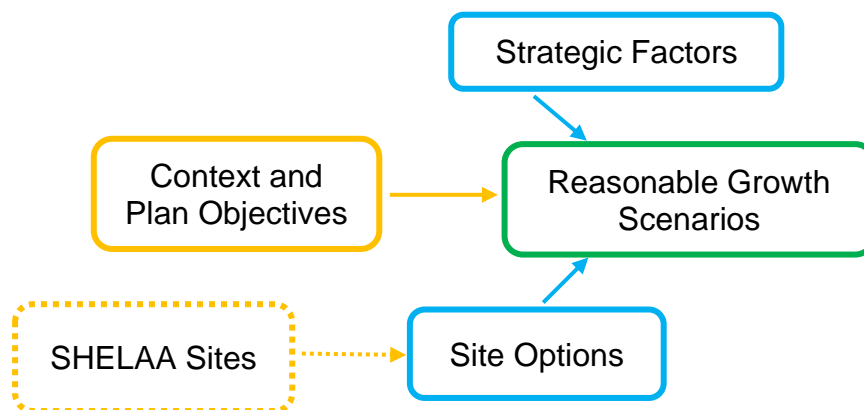 Strategic Factors
Context and
Plan Objectives
Reasonable Growth
Scenarios
SHELAA Sites
Site Options